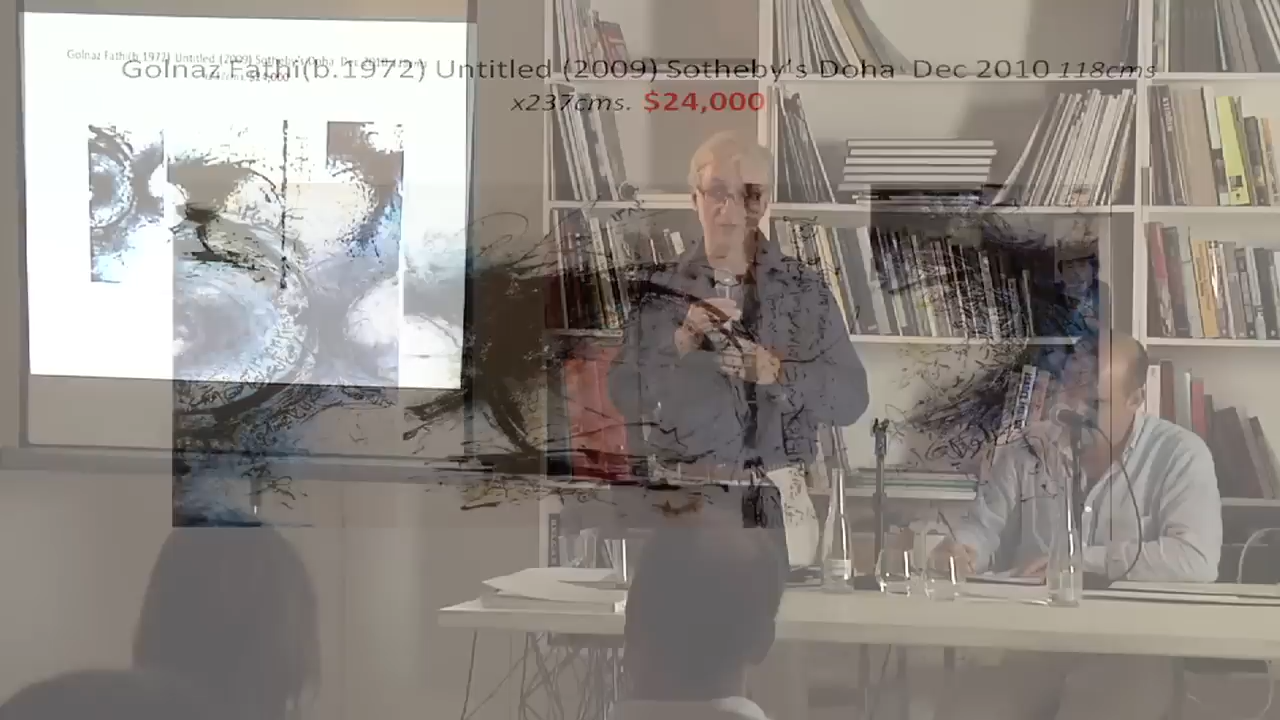 Golnaz Fathi(b.1972) Untitled (2009) Sotheby's Doha Dec 2010 118cms
x237cms. $24,000